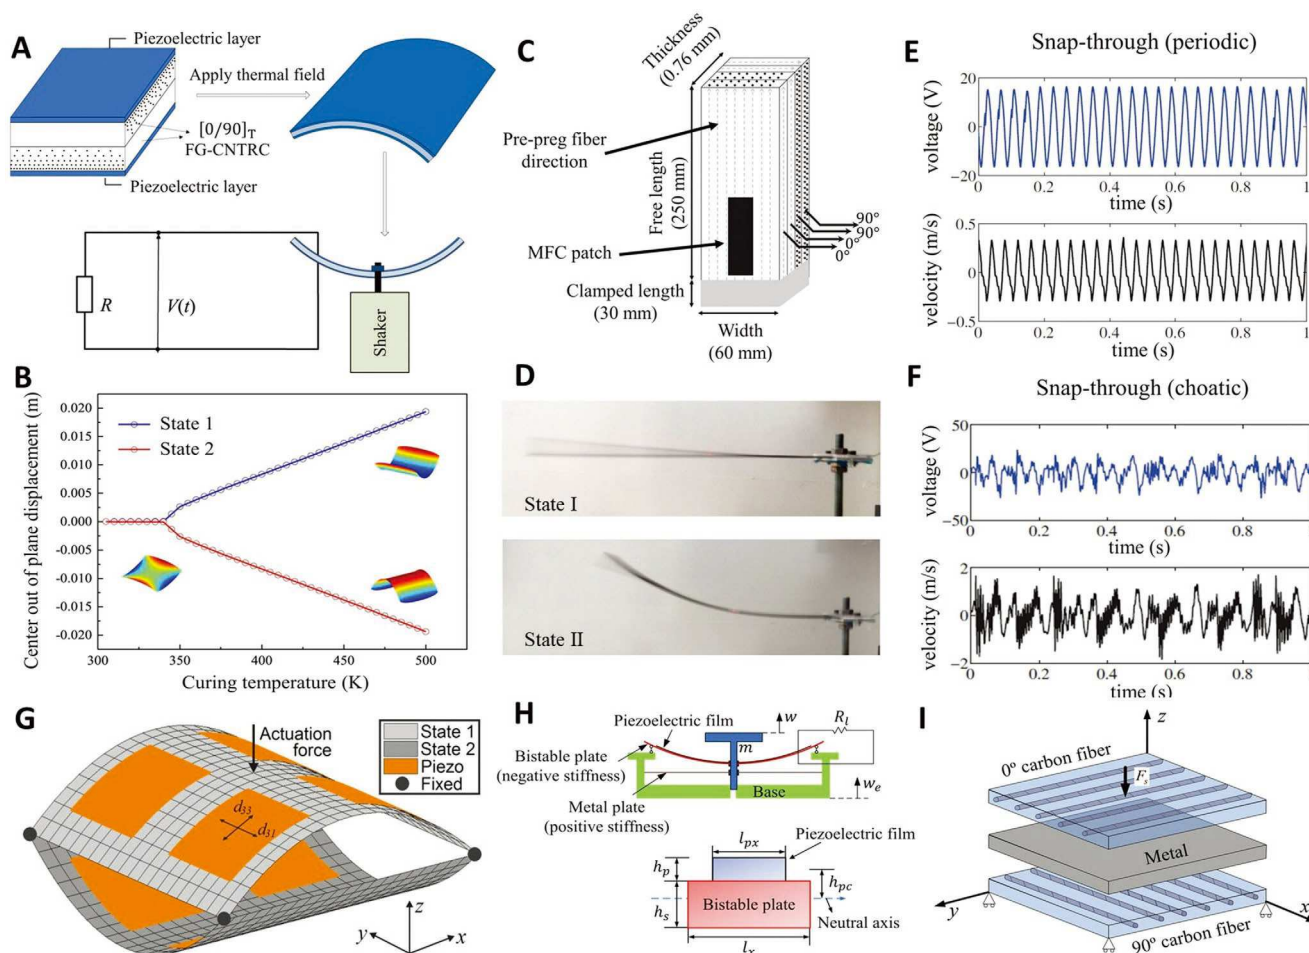 A
Piezoelectric layer
Apply thermal field
[0/90]T
FG-CNTRC
Piezoelectric layer
R
V(t)
Shaker
B
Center out of plane displacement (m)
0.020
0.015
0.010
0.005
0.000
-0.005
-0.010
-0.015
-0.020
State 1
State 2
300 350 400 450 500
Curing temperature (K)
C
Thickness
(0.76 mm)
Pre-preg fiber
direction
Free length
(250 mm)
MFC patch
90°
90°
0°
0°
Clamped length
(30 mm)
Width
(60 mm)
D
State I
State II
E
Snap-through (periodic)
voltage (V)
20
0
−20
0 0.2 0.4 0.6 0.8 1
time (s)
velocity (m/s)
0.5
0
−0.5
0 0.2 0.4 0.6 0.8 1
time (s)
F
Snap-through (choatic)
voltage (V)
50
0
−50
0 0.2 0.4 0.6 0.8 1
time (s)
velocity (m/s)
2
0
−2
0 0.2 0.4 0.6 0.8 1
time (s)
G
Actuation
force
State 1
State 2
Piezo
Fixed
d33
d31
z
y
x
H
Piezoelectric film
w
Rl
m
Bistable plate
(negative stiffness)
Base
we
Metal plate
(positive stiffness)
Piezoelectric film
lpx
hp
hpc
Bistable plate
hs
Neutral axis
lx
I
z
0° carbon fiber
Fs
Metal
y
x
90° carbon fiber